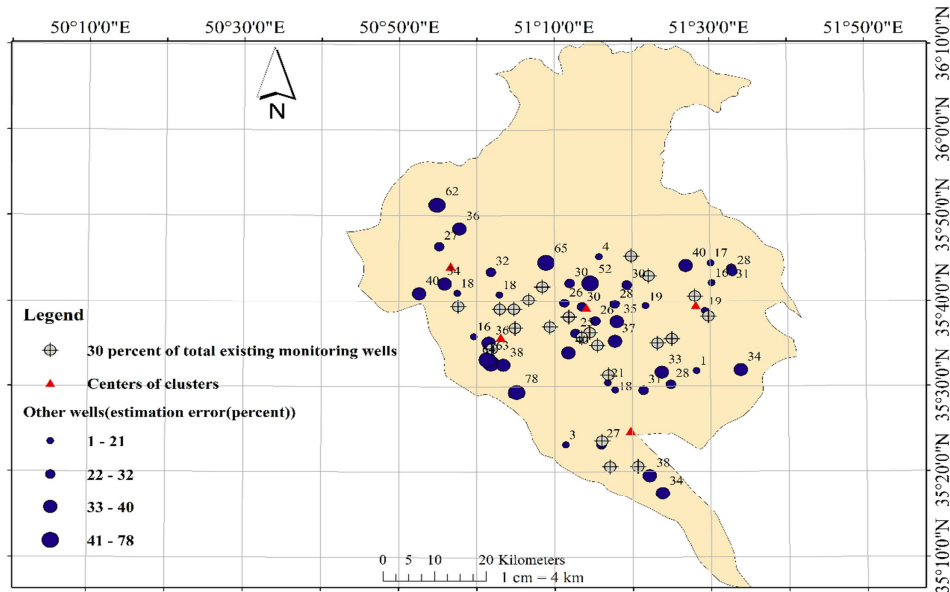 50°10'0"E 50°30'0"E 50°50'0"E 51°10'0"E 51°30'0"E 51°50'0"E
36°10'0"N
36°0'0"N
35°50'0"N
35°40'0"N
35°30'0"N
35°20'0"N
35°10'0"N
N
62
36
27
65
4
40 17 28
32
52
34
30
30
16 31
40 18 18
26 30 28
19
19
26 35
16
37
36
63
38
33
1
34
21
28
78
18 31
3
27
38
34
Legend
30 percent of total existing monitoring wells
Centers of clusters
Other wells(estimation error(percent))
1 - 21
22 - 32
33 - 40
41 - 78
0 5 10 20 Kilometers
1 cm = 4 km